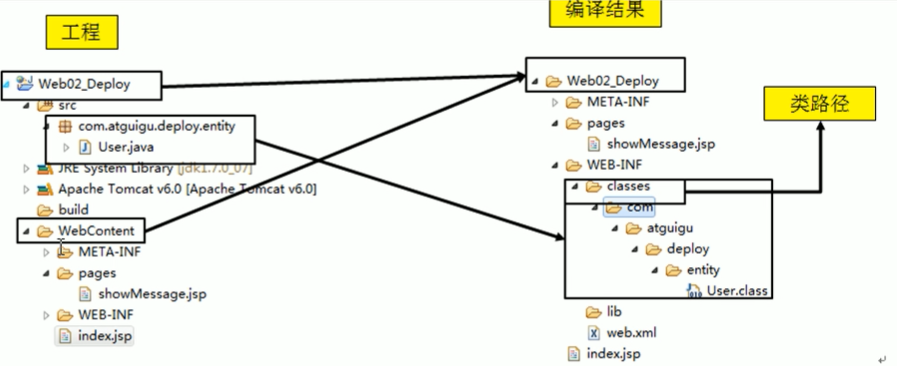 工程
Web02_Deploy
src
com.atguigu.deploy.entity
User.java
JRE System Library [jdk1.7.0_07]
Apache Tomcat v6.0 [Apache Tomcat v6.0]
build
WebContent
META-INF
pages
showMessage.jsp
WEB-INF
index.jsp
编译结果
Web02_Deploy
META-INF
pages
showMessage.jsp
WEB-INF
classes
com
atguigu
deploy
entity
User.class
lib
web.xml
index.jsp
类路径